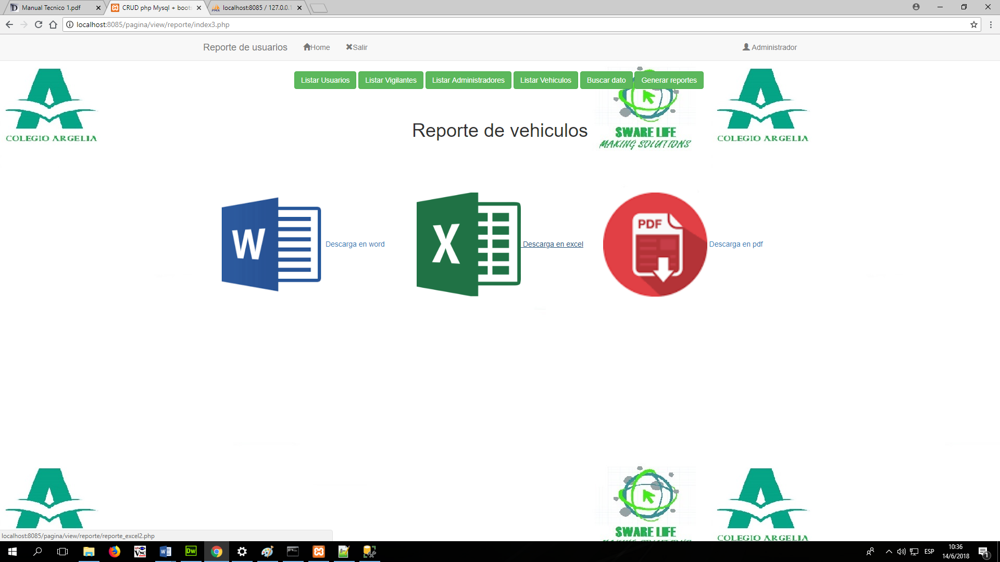 Manual Tecnico 1.pdf
CRUD php Mysql + boots
localhost:8085 / 127.0.0.1
localhost:8085/pagina/view/reporte/index3.php
Reporte de usuarios
Home
Salir
Administrador
Listar Usuarios
Listar Vigilantes
Listar Administradores
Listar Vehiculos
Buscar dato
Generar reportes
COLEGIO ARGELIA
Reporte de vehiculos
SWARE LIFE
MAKING SOLUTIONS
COLEGIO ARGELIA
W
Descarga en word
X
Descarga en excel
PDF
Descarga en pdf
SWARE LIFE
COLEGIO ARGELIA
localhost:8085/pagina/view/reporte/reporte_excel2.php
Dw
ESP
10:36
14/6/2018
1